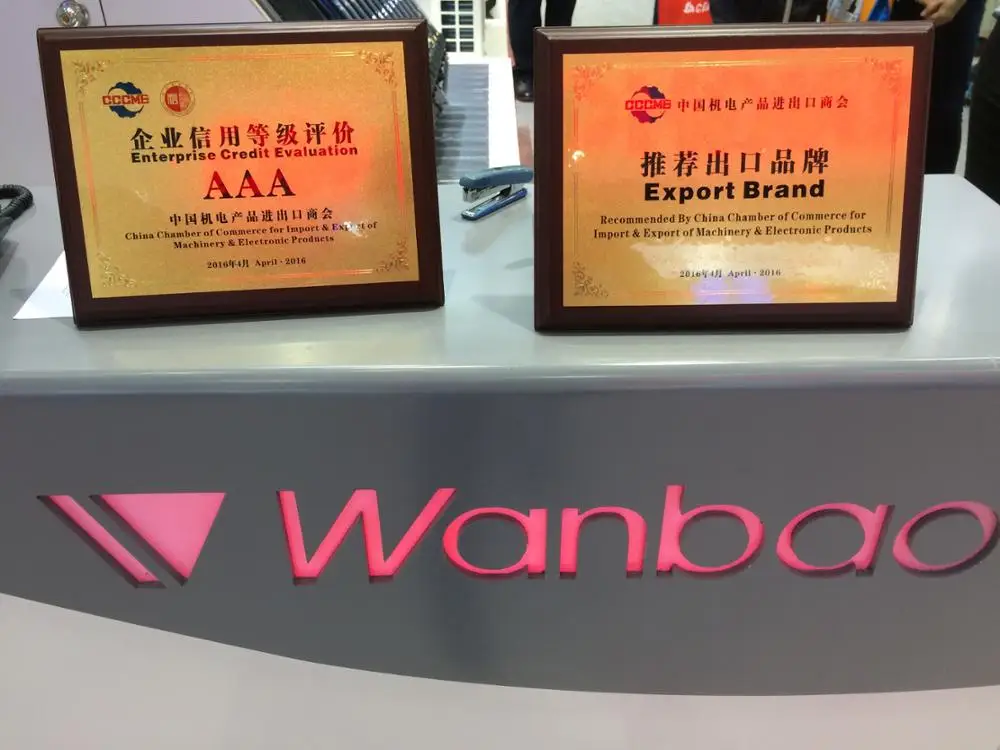 CCCME
企业信用等级评价
Enterprise Credit Evaluation
AAA
中国机电产品进出口商会
China Chamber of Commerce for Import & Export of
Machinery & Electronic Products
2016年4月 April · 2016
CCCME 中国机电产品进出口商会
推荐出口品牌
Export Brand
Recommended By China Chamber of Commerce for
Import & Export of Machinery & Electronic Products
2016年4月 April · 2016
Wanbao